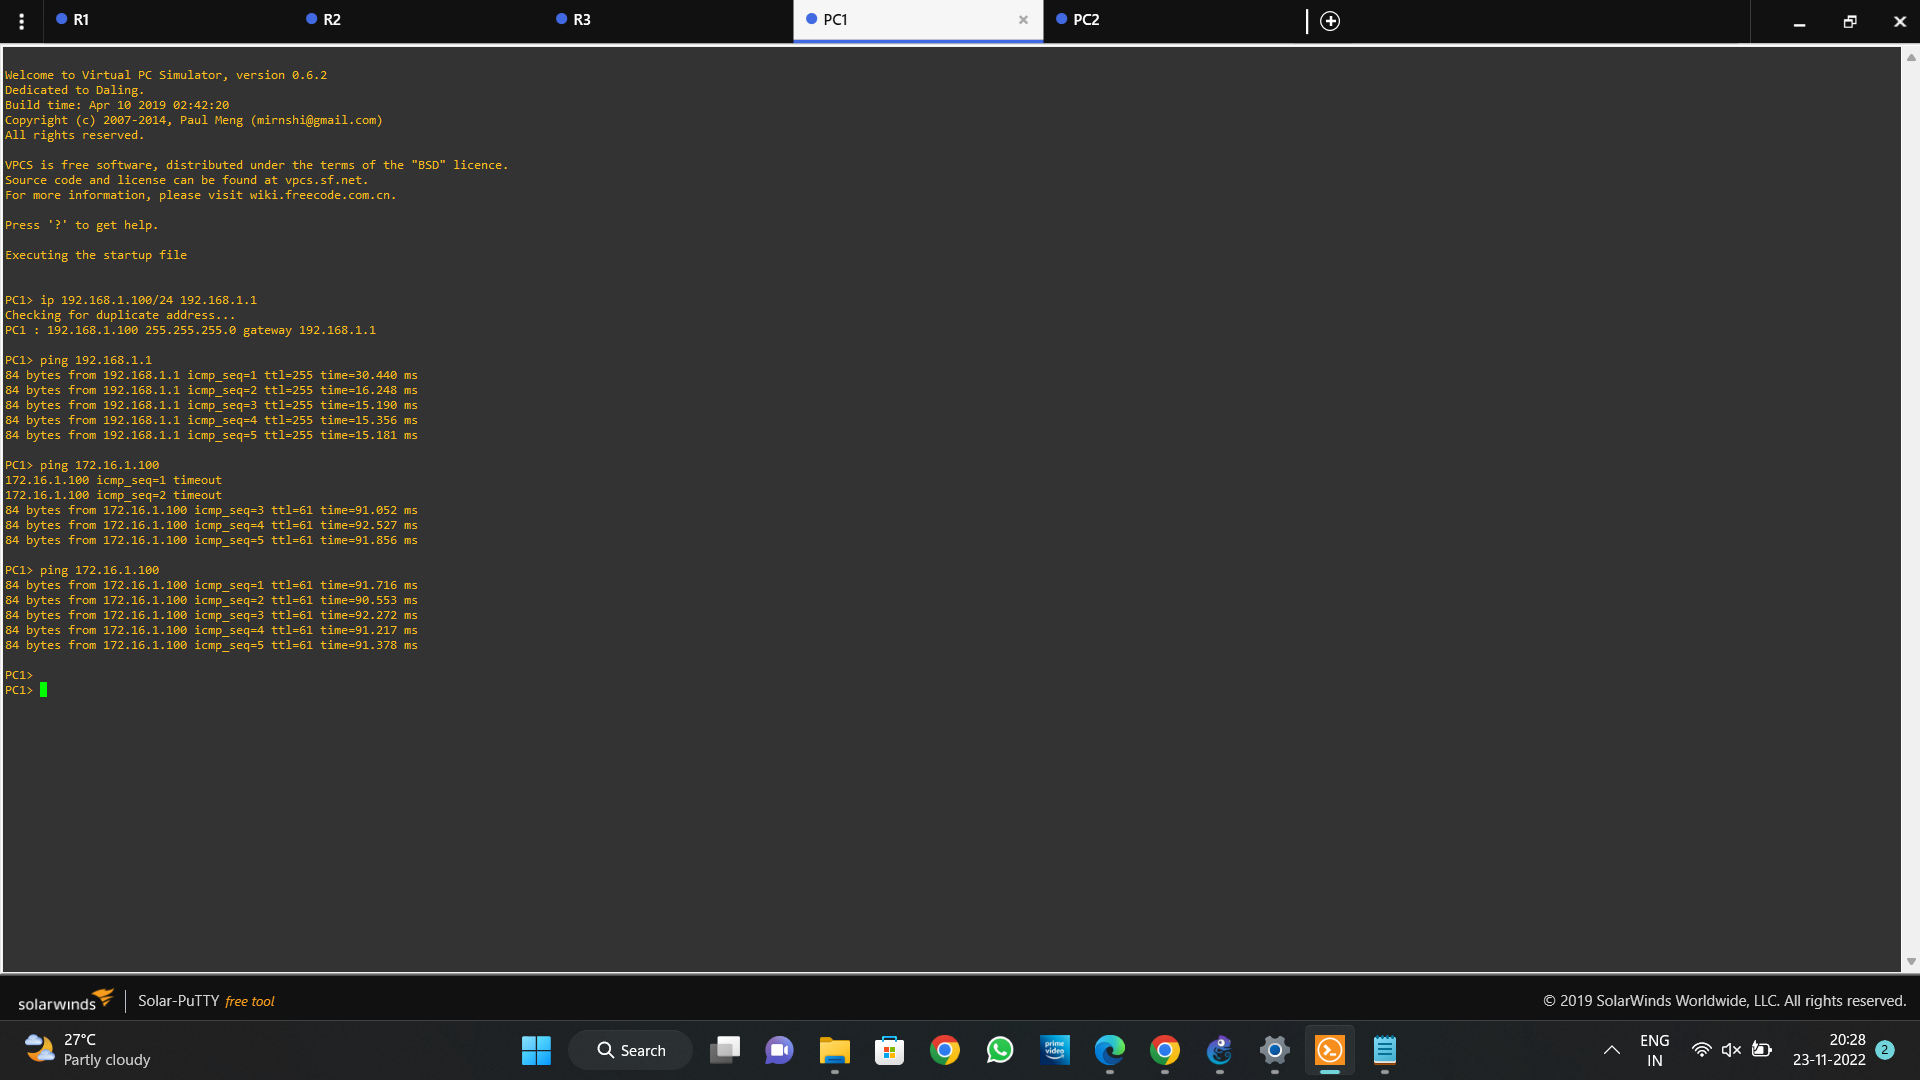 R1
R2
R3
PC1
PC2
Welcome to Virtual PC Simulator, version 0.6.2
Dedicated to Daling.
Build time: Apr 10 2019 02:42:20
Copyright (c) 2007-2014, Paul Meng (mirnshi@gmail.com)
All rights reserved.
VPCS is free software, distributed under the terms of the "BSD" licence.
Source code and license can be found at vpcs.sf.net.
For more information, please visit wiki.freecode.com.cn.
Press '?' to get help.
Executing the startup file
PC1> ip 192.168.1.100/24 192.168.1.1
Checking for duplicate address...
PC1 : 192.168.1.100 255.255.255.0 gateway 192.168.1.1
PC1> ping 192.168.1.1
84 bytes from 192.168.1.1 icmp_seq=1 ttl=255 time=30.440 ms
84 bytes from 192.168.1.1 icmp_seq=2 ttl=255 time=16.248 ms
84 bytes from 192.168.1.1 icmp_seq=3 ttl=255 time=15.190 ms
84 bytes from 192.168.1.1 icmp_seq=4 ttl=255 time=15.356 ms
84 bytes from 192.168.1.1 icmp_seq=5 ttl=255 time=15.181 ms
PC1> ping 172.16.1.100
172.16.1.100 icmp_seq=1 timeout
172.16.1.100 icmp_seq=2 timeout
84 bytes from 172.16.1.100 icmp_seq=3 ttl=61 time=91.052 ms
84 bytes from 172.16.1.100 icmp_seq=4 ttl=61 time=92.527 ms
84 bytes from 172.16.1.100 icmp_seq=5 ttl=61 time=91.856 ms
PC1> ping 172.16.1.100
84 bytes from 172.16.1.100 icmp_seq=1 ttl=61 time=91.716 ms
84 bytes from 172.16.1.100 icmp_seq=2 ttl=61 time=90.553 ms
84 bytes from 172.16.1.100 icmp_seq=3 ttl=61 time=92.272 ms
84 bytes from 172.16.1.100 icmp_seq=4 ttl=61 time=91.217 ms
84 bytes from 172.16.1.100 icmp_seq=5 ttl=61 time=91.378 ms
PC1>
PC1>
solarwinds
Solar-PuTTY free tool
© 2019 SolarWinds Worldwide, LLC. All rights reserved.
27°C
Partly cloudy
Search
prime video
ENG
IN
20:28
23-11-2022
2